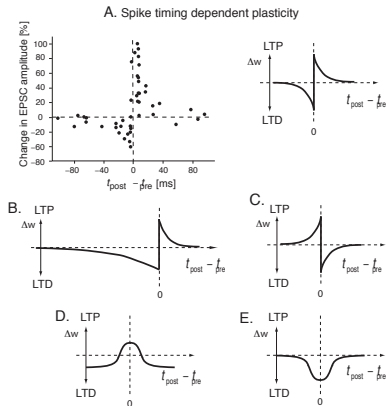 A. Spike timing dependent plasticity
Change in EPSC amplitude [%]
100
80
60
40
20
0
-20
-40
-60
-80
-80
-40
0
40
80
t_post - t_pre [ms]
LTP
Δw
LTD
0
t_post - t_pre
B.
LTP
Δw
LTD
0
t_post - t_pre
C.
LTP
Δw
LTD
0
t_post - t_pre
D.
LTP
Δw
LTD
0
t_post - t_pre
E.
LTP
Δw
LTD
0
t_post - t_pre